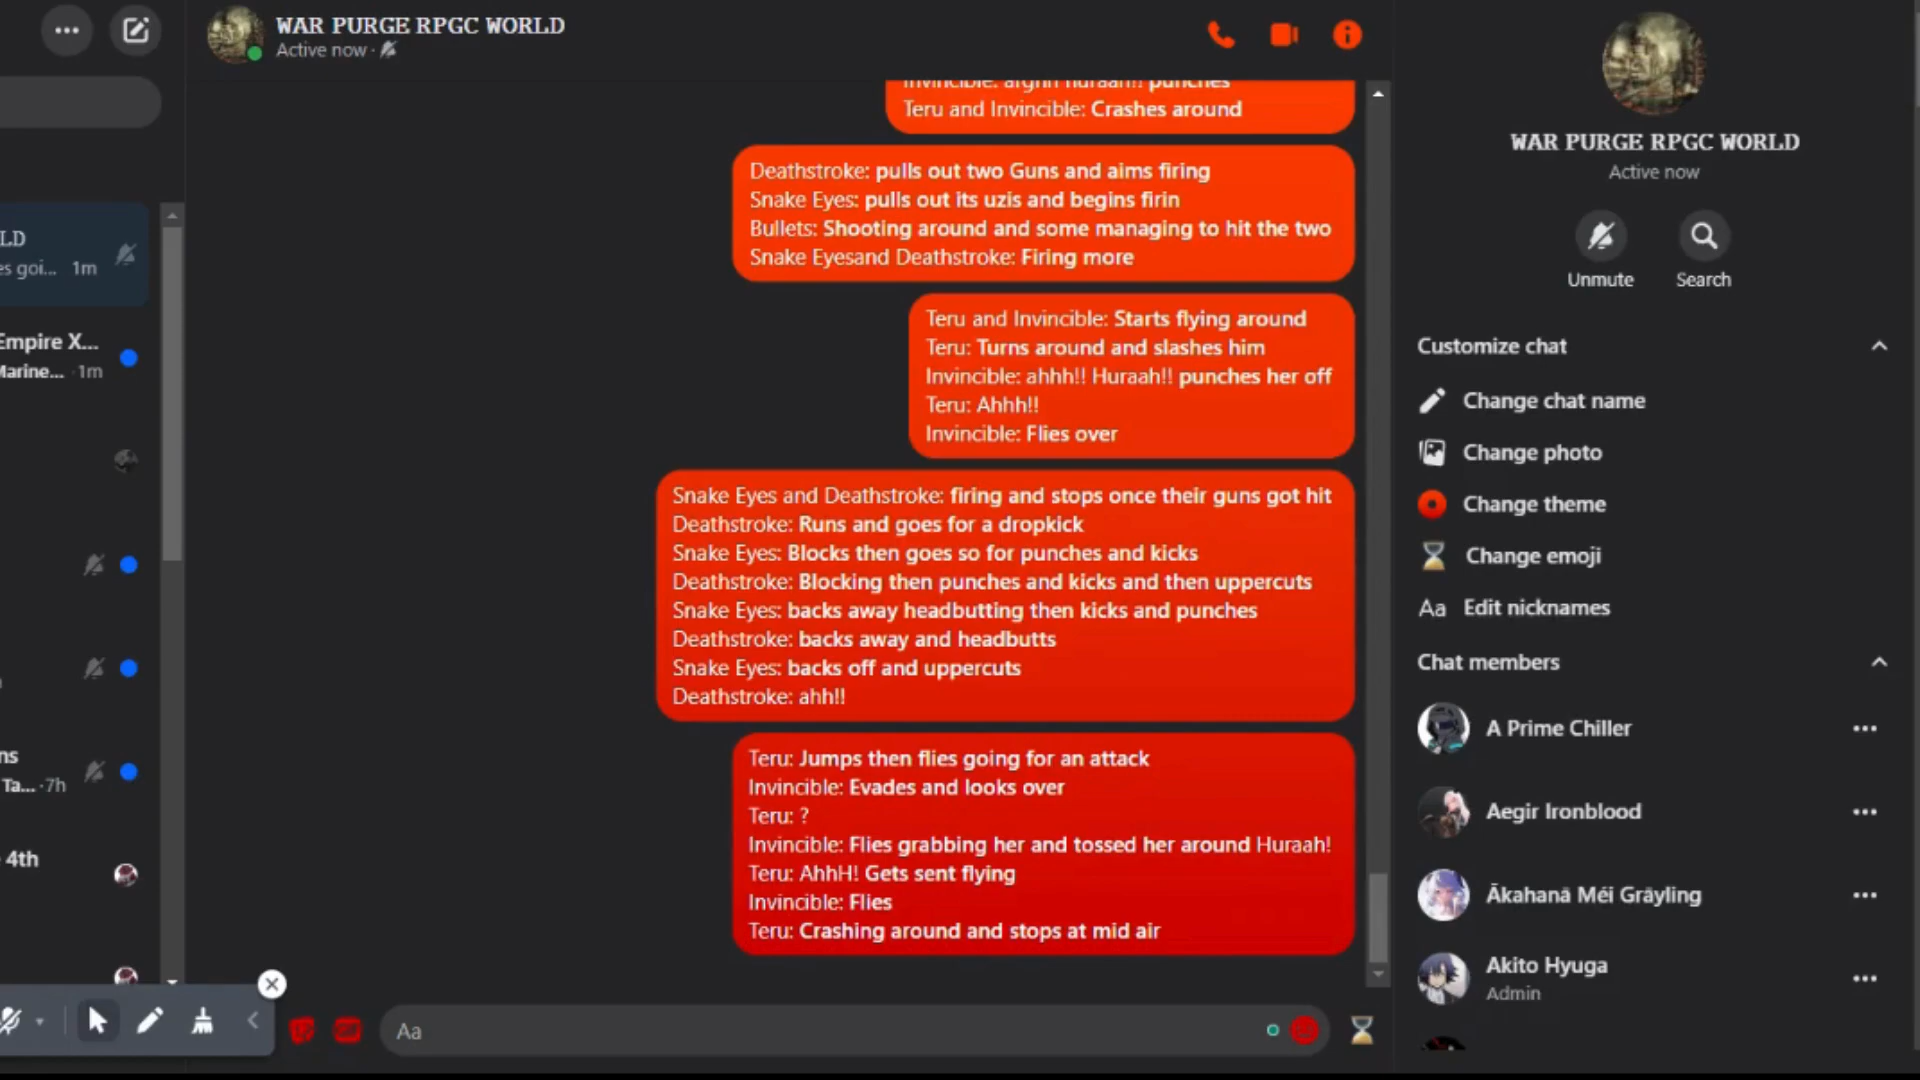 WAR PURGE RPGC WORLD
Active now ·
Invincible: arghh huraah!! punches
Teru and Invincible: Crashes around
Deathstroke: pulls out two Guns and aims firing
Snake Eyes: pulls out its uzis and begins firin
Bullets: Shooting around and some managing to hit the two
Snake Eyesand Deathstroke: Firing more
Teru and Invincible: Starts flying around
Teru: Turns around and slashes him
Invincible: ahhh!! Huraah!! punches her off
Teru: Ahhh!!
Invincible: Flies over
Snake Eyes and Deathstroke: firing and stops once their guns got hit
Deathstroke: Runs and goes for a dropkick
Snake Eyes: Blocks then goes so for punches and kicks
Deathstroke: Blocking then punches and kicks and then uppercuts
Snake Eyes: backs away headbutting then kicks and punches
Deathstroke: backs away and headbutts
Snake Eyes: backs off and uppercuts
Deathstroke: ahh!!
Teru: Jumps then flies going for an attack
Invincible: Evades and looks over
Teru: ?
Invincible: Flies grabbing her and tossed her around Huraah!
Teru: AhhH! Gets sent flying
Invincible: Flies
Teru: Crashing around and stops at mid air
Aa
LD
es goi... 1m
Empire X...
Marine... · 1m
ns
Ta... · 7h
4th
WAR PURGE RPGC WORLD
Active now
Unmute
Search
Customize chat
Change chat name
Change photo
Change theme
Change emoji
Aa Edit nicknames
Chat members
A Prime Chiller
Aegir Ironblood
Ākahanā Méi Grāyling
Akito Hyuga
Admin